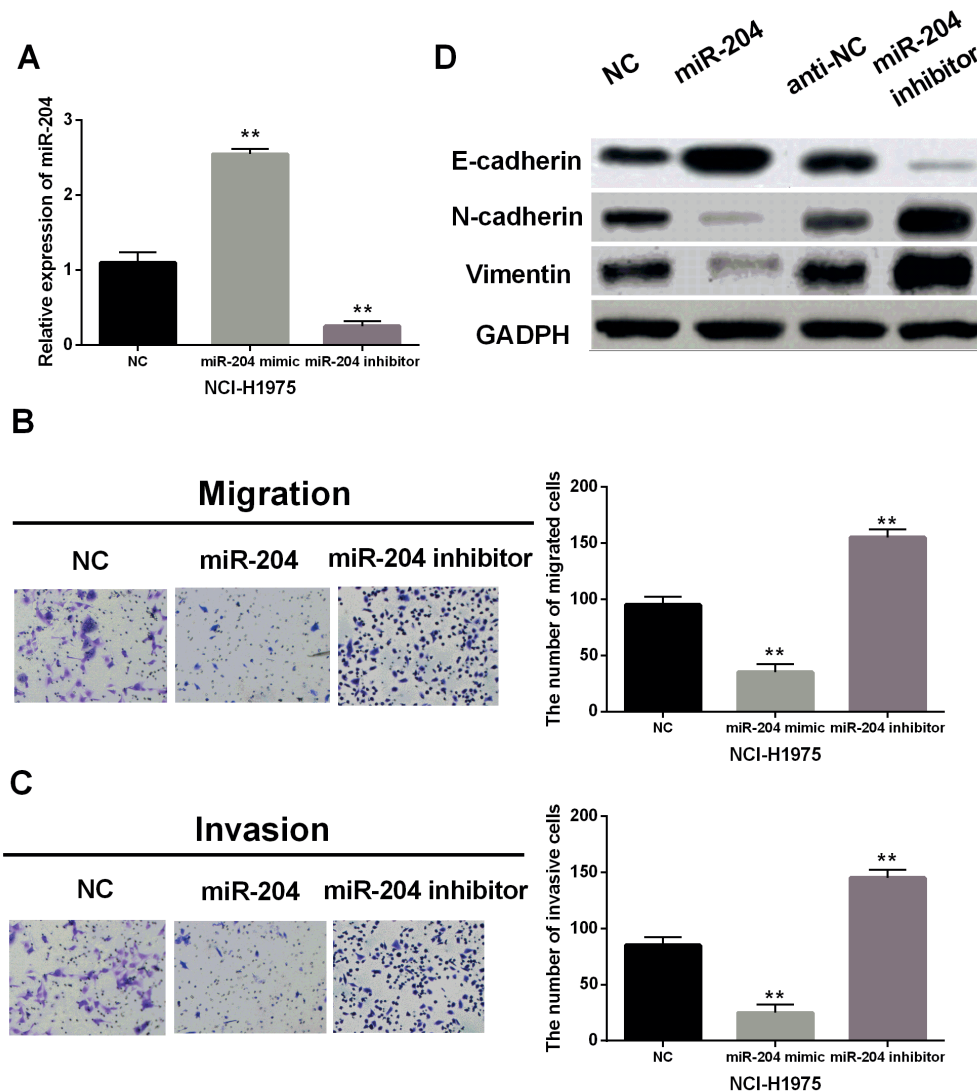 A
Relative expression of miR-204
3
2
1
0
**
**
NC
miR-204 mimic
miR-204 inhibitor
NCI-H1975
D
NC
miR-204
anti-NC
miR-204
inhibitor
E-cadherin
N-cadherin
Vimentin
GADPH
B
Migration
NC
miR-204
miR-204 inhibitor
The number of migrated cells
200
150
100
50
0
**
**
NC
miR-204 mimic
miR-204 inhibitor
NCI-H1975
C
Invasion
NC
miR-204
miR-204 inhibitor
The number of invasive cells
200
150
100
50
0
**
**
NC
miR-204 mimic
miR-204 inhibitor
NCI-H1975